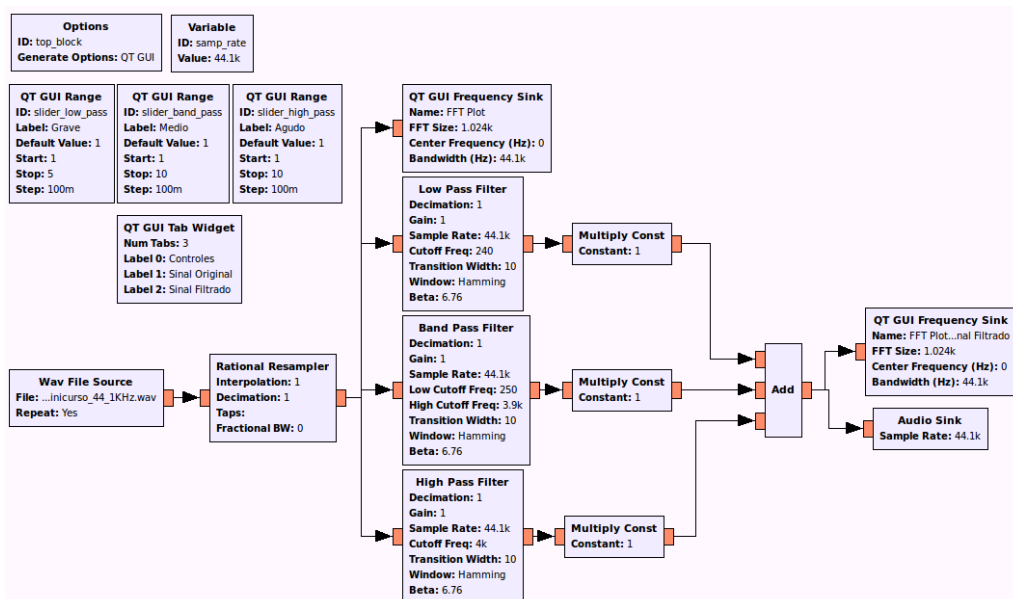 Options
ID: top_block
Generate Options: QT GUI
Variable
ID: samp_rate
Value: 44.1k
QT GUI Range
ID: slider_low_pass
Label: Grave
Default Value: 1
Start: 1
Stop: 5
Step: 100m
QT GUI Range
ID: slider_band_pass
Label: Medio
Default Value: 1
Start: 1
Stop: 10
Step: 100m
QT GUI Range
ID: slider_high_pass
Label: Agudo
Default Value: 1
Start: 1
Stop: 10
Step: 100m
QT GUI Tab Widget
Num Tabs: 3
Label 0: Controles
Label 1: Sinal Original
Label 2: Sinal Filtrado
Wav File Source
File: ...inicurso_44_1KHz.wav
Repeat: Yes
Rational Resampler
Interpolation: 1
Decimation: 1
Taps:
Fractional BW: 0
QT GUI Frequency Sink
Name: FFT Plot
FFT Size: 1.024k
Center Frequency (Hz): 0
Bandwidth (Hz): 44.1k
Low Pass Filter
Decimation: 1
Gain: 1
Sample Rate: 44.1k
Cutoff Freq: 240
Transition Width: 10
Window: Hamming
Beta: 6.76
Band Pass Filter
Decimation: 1
Gain: 1
Sample Rate: 44.1k
Low Cutoff Freq: 250
High Cutoff Freq: 3.9k
Transition Width: 10
Window: Hamming
Beta: 6.76
High Pass Filter
Decimation: 1
Gain: 1
Sample Rate: 44.1k
Cutoff Freq: 4k
Transition Width: 10
Window: Hamming
Beta: 6.76
Multiply Const
Constant: 1
Multiply Const
Constant: 1
Multiply Const
Constant: 1
Add
QT GUI Frequency Sink
Name: FFT Plot...nal Filtrado
FFT Size: 1.024k
Center Frequency (Hz): 0
Bandwidth (Hz): 44.1k
Audio Sink
Sample Rate: 44.1k